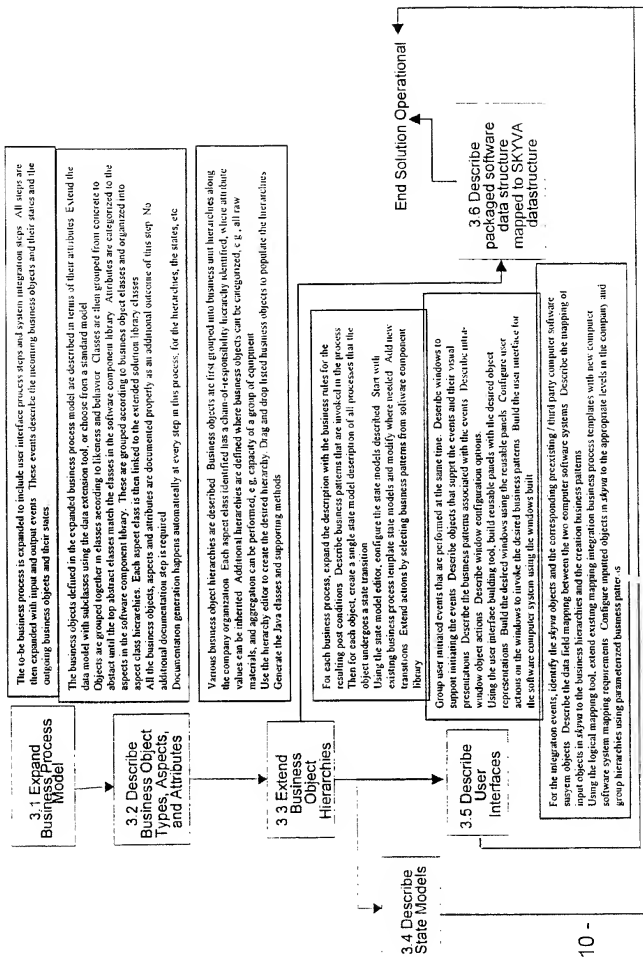 3.1 Expand
Business Process
Model
The to-be business process is expanded to include user interface process steps and system integration steps All steps are
then expanded with input and output events These events describe the incoming business objects and their states and the
outgoing business objects and their states.
3.2 Describe
Business Object
Types, Aspects,
and Attributes
The business objects defined in the expanded business process model are described in terms of their attributes Extend the
data model with subclasses using the data extension tool, or choose from a standard model
Objects are grouped together in classes according to likeness and behavior Classes are then grouped from concrete to
abstact until the top abstract classes match the classes in the software component library Attributes are categorized to the
aspects in the software component library. These are grouped according to business object classes and organized into
aspect class hierarchies. Each aspect class is then linked to the extended solution library classes
All the business objects, aspects and attributes are documented properly as an additional outcome of this step No
additional documentation step is required
Documentation generation happens automatically at every step in this process, for the hierarchies, the states, etc
3 3 Extend
Business
Object
Hierarchies
Various business object hierarchies are described Business objects are first grouped into business unit hierarchies along
the company organization Each aspect class identified has a chain-of-responsibility hierarchy identified, where attribute
values can be inherited Additional hierarchies are defined where business objects can be categorized, e g , all raw
materials, and aggregation can be performed, e g, capacity of a group of equipment
Use the hierarchy editor to create the desired hierarchy. Drag and drop listed business objects to populate the hierarchies
Generate the Java classes and supporting methods
3.4 Describe
State Models
For each business process, expand the description with the business rules for the
resulting post conditions Describe business patterns that are involved in the process
Then for each object, create a single state model description of all processes that the
object undergoes a state transition
Using the state model editor, configure the state models described Start with
existing business process template state models and modify where needed Add new
transitions Extend actions by selecting business patterns from software component
library
3.5 Describe
User
Interfaces
Group user initiated events that are performed at the same time. Describe windows to
support initiating the events Describe objects that suppt the events and their visual
presentations Describe the business patterns associated with the events Describe intra-
window object actions. Describe window configuration options.
Using the user interface building tool, build reusable panels with the desired object
representations Build the desired windows using the reusable panels Configure user
actions on the windows to invoke the desired business patterns Build the user interface for
the software computer system using the windows built
For the integration events, identify the skyva objects and the corresponding preexisting / third party computer software
susyem objects Describe the data field mapping between the two computer software systems Describe the mapping of
input objects in skyva to the business hierarchies and the creation business patterns
Using the logical mapping tool, extend existing mapping integration business process templates with new computer
software system mapping requirements Configure inputted objects in skyva to the appropriate levels in the company and
group hierarchies using parameterized business patterns
3.6 Describe
packaged software
data structure
mapped to SKYVA
datastructure
End Solution Operational
10 -